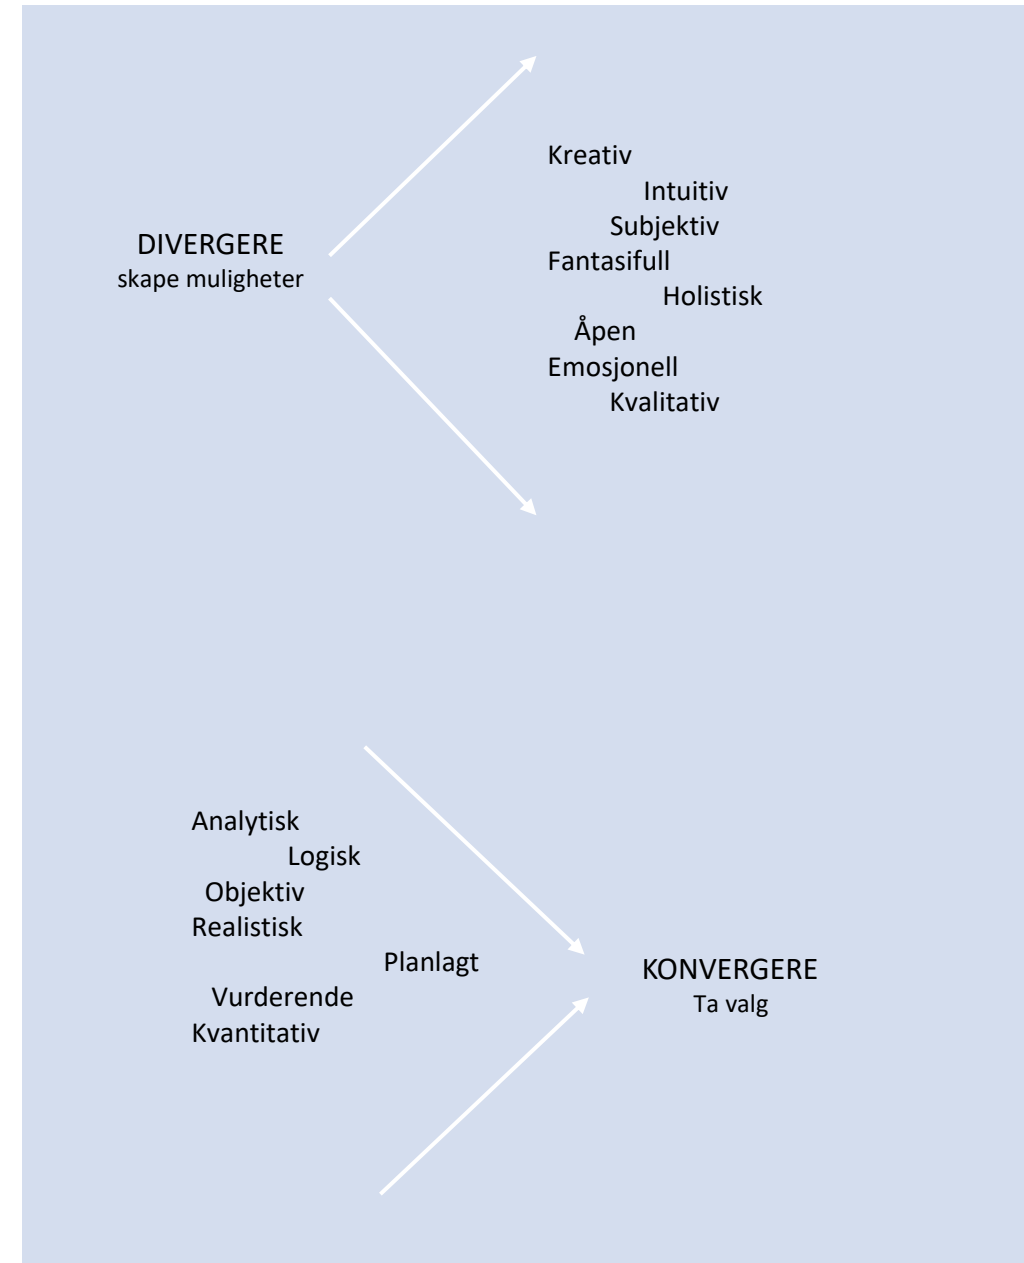 DIVERGERE
skape muligheter
Kreativ
Intuitiv
Subjektiv
Fantasifull
Holistisk
Åpen
Emosjonell
Kvalitativ
Analytisk
Logisk
Objektiv
Realistisk
Planlagt
Vurderende
Kvantitativ
KONVERGERE
Ta valg